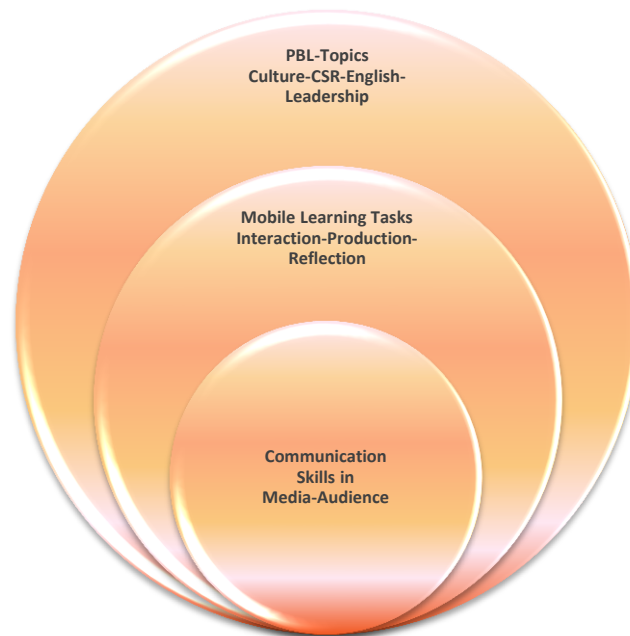 PBL-Topics
Culture-CSR-English-
Leadership
Mobile Learning Tasks
Interaction-Production-
Reflection
Communication
Skills in
Media-Audience